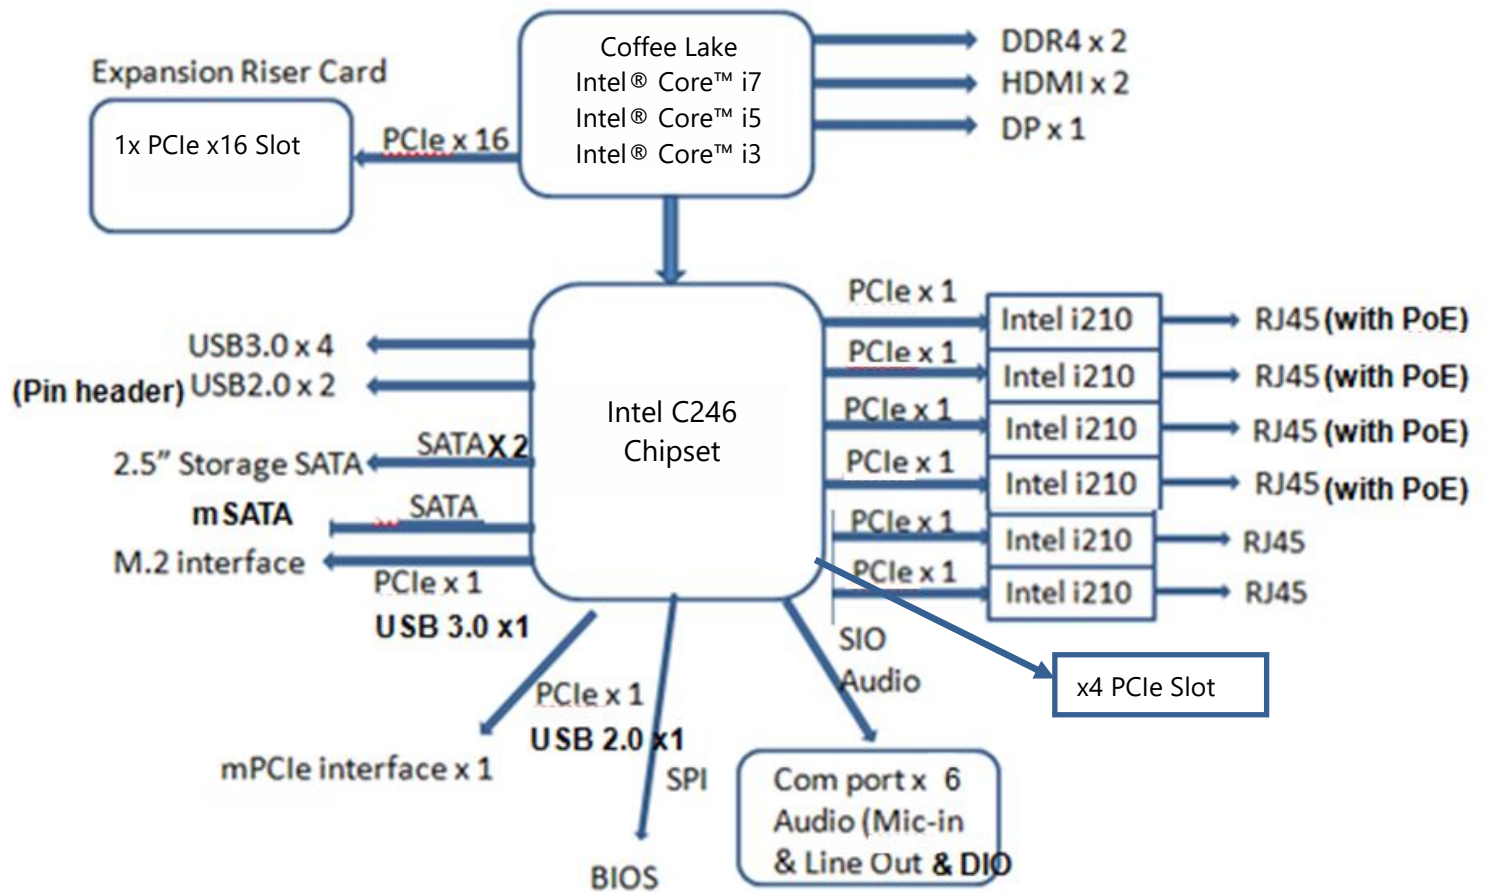 Coffee Lake
Intel® Core™ i7
Intel® Core™ i5
Intel® Core™ i3
DDR4 x 2
HDMI x 2
DP x 1
Expansion Riser Card
1x PCIe x16 Slot
PCIe x 16
Intel C246
Chipset
USB3.0 x 4
(Pin header) USB2.0 x 2
SATA X 2
2.5” Storage SATA
SATA
mSATA
M.2 interface
PCIe x 1
USB 3.0 x1
PCIe x 1
USB 2.0 x1
mPCIe interface x 1
SPI
BIOS
PCIe x 1 Intel i210 RJ45 (with PoE)
PCIe x 1 Intel i210 RJ45 (with PoE)
PCIe x 1 Intel i210 RJ45 (with PoE)
PCIe x 1 Intel i210 RJ45 (with PoE)
PCIe x 1 Intel i210 RJ45
PCIe x 1 Intel i210 RJ45
SIO
Audio
x4 PCIe Slot
Com port x 6
Audio (Mic-in
& Line Out & DIO